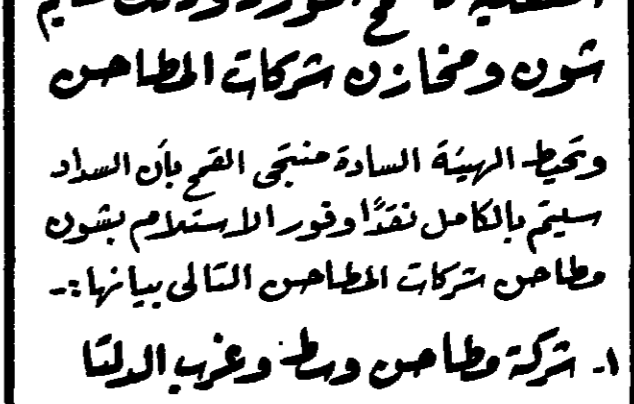 شون ومخازن شركات المطاحن
وتحيط الهيئة السادة منتجى القمح بأن السداد
سيتم بالكامل نقدًا وفور الاستلام بشون
مطاحن شركات المطاحن التالى بيانها :-
١- شركة مطاحن وسط وغرب الدلتا